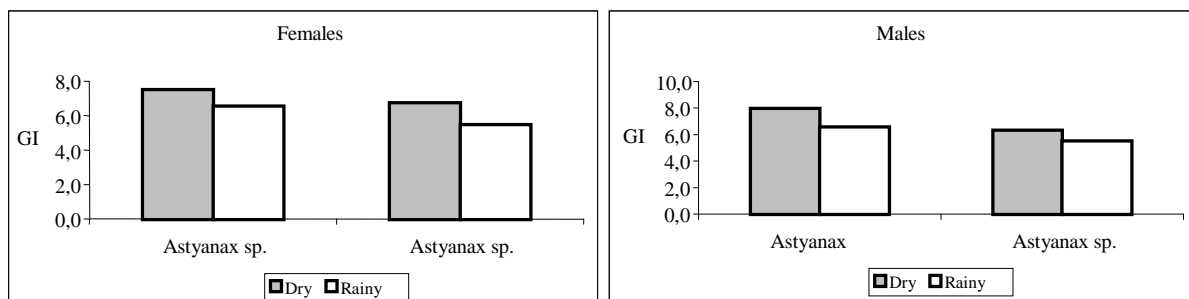 Females
8,0
6,0
GI
4,0
2,0
0,0
Astyanax sp. Astyanax sp.
Dry Rainy
Males
10,0
8,0
6,0
GI
4,0
2,0
0,0
Astyanax Astyanax sp.
Dry Rainy